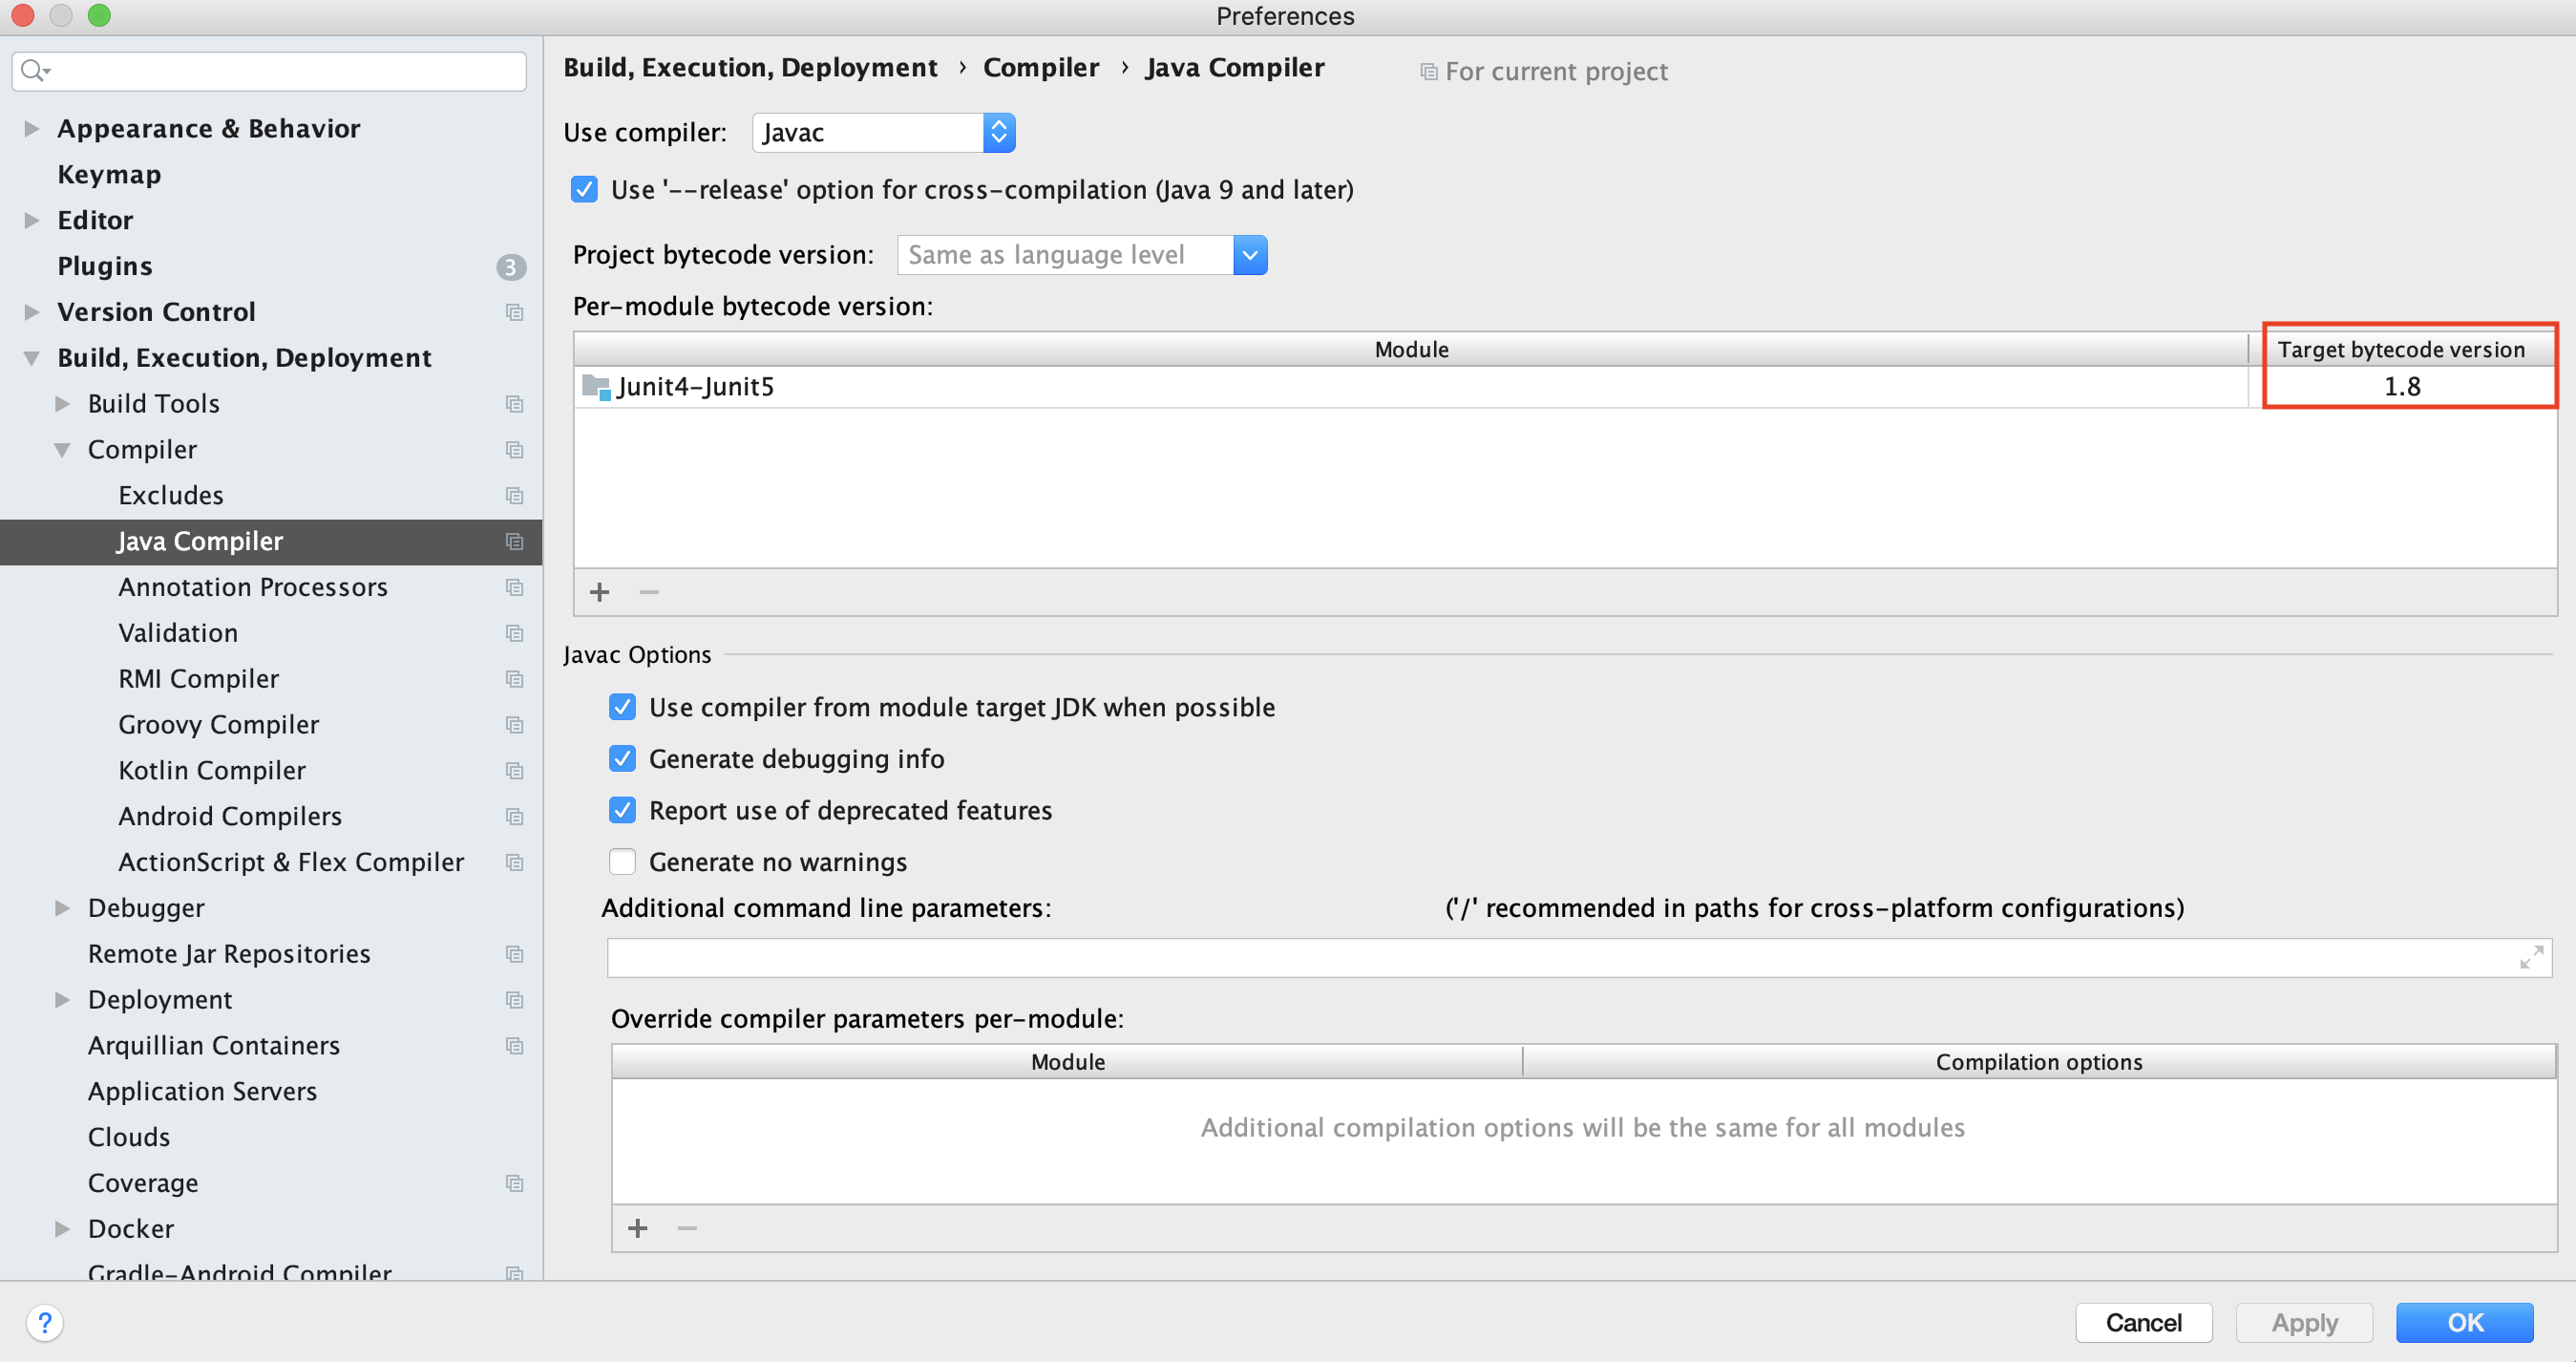 Preferences
Appearance & Behavior
Keymap
Editor
Plugins 3
Version Control
Build, Execution, Deployment
Build Tools
Compiler
Excludes
Java Compiler
Annotation Processors
Validation
RMI Compiler
Groovy Compiler
Kotlin Compiler
Android Compilers
ActionScript & Flex Compiler
Debugger
Remote Jar Repositories
Deployment
Arquillian Containers
Application Servers
Clouds
Coverage
Docker
Gradle-Android Compiler
Build, Execution, Deployment › Compiler › Java Compiler For current project
Use compiler: Javac
Use '--release' option for cross-compilation (Java 9 and later)
Project bytecode version: Same as language level
Per-module bytecode version:
Module Target bytecode version
Junit4-Junit5 1.8
+ −
Javac Options
Use compiler from module target JDK when possible
Generate debugging info
Report use of deprecated features
Generate no warnings
Additional command line parameters: ('/' recommended in paths for cross-platform configurations)
Override compiler parameters per-module:
Module Compilation options
Additional compilation options will be the same for all modules
+ −
? Cancel Apply OK